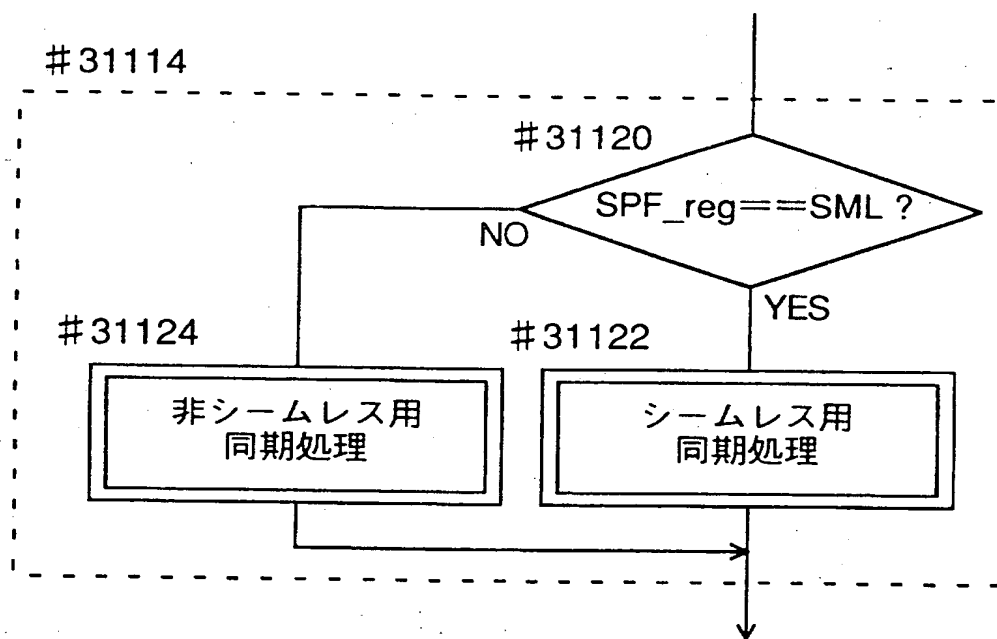 #31114
#31120
SPF_reg==SML ?
NO
YES
#31124
#31122
非シームレス用
同期処理
シームレス用
同期処理